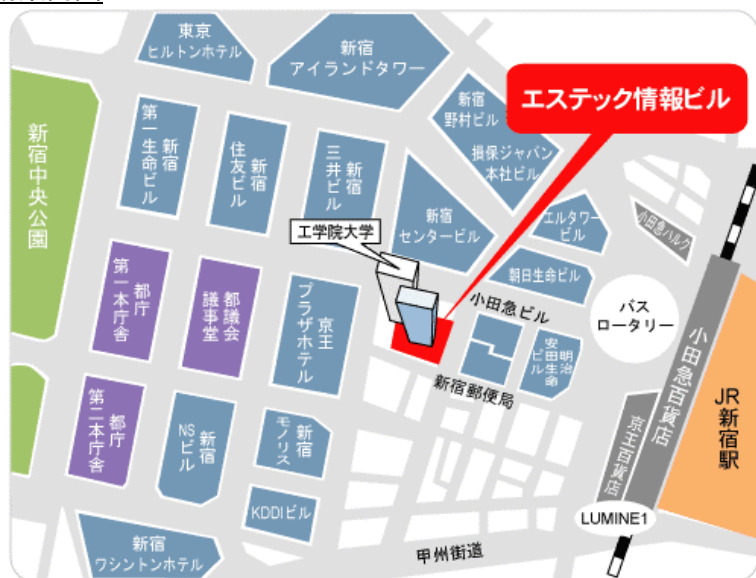 東京
ヒルトンホテル
新宿
アイランドタワー
新宿
野村ビル
エステック情報ビル
損保ジャパン
本社ビル
新宿中央公園
新宿
第一生命ビル
新宿
住友ビル
新宿
三井ビル
新宿
センタービル
エルタワー
ビル
小田急ハルク
工学院大学
朝日生命ビル
都庁
第一本庁舎
都議会
議事堂
京王
プラザホテル
小田急ビル
バス
ロータリー
明治
安田生命
ビル
小田急百貨店
新宿郵便局
JR
新宿駅
都庁
第二本庁舎
新宿
NSビル
新宿
モノリス
京王百貨店
KDDIビル
LUMINE1
新宿
ワシントンホテル
甲州街道